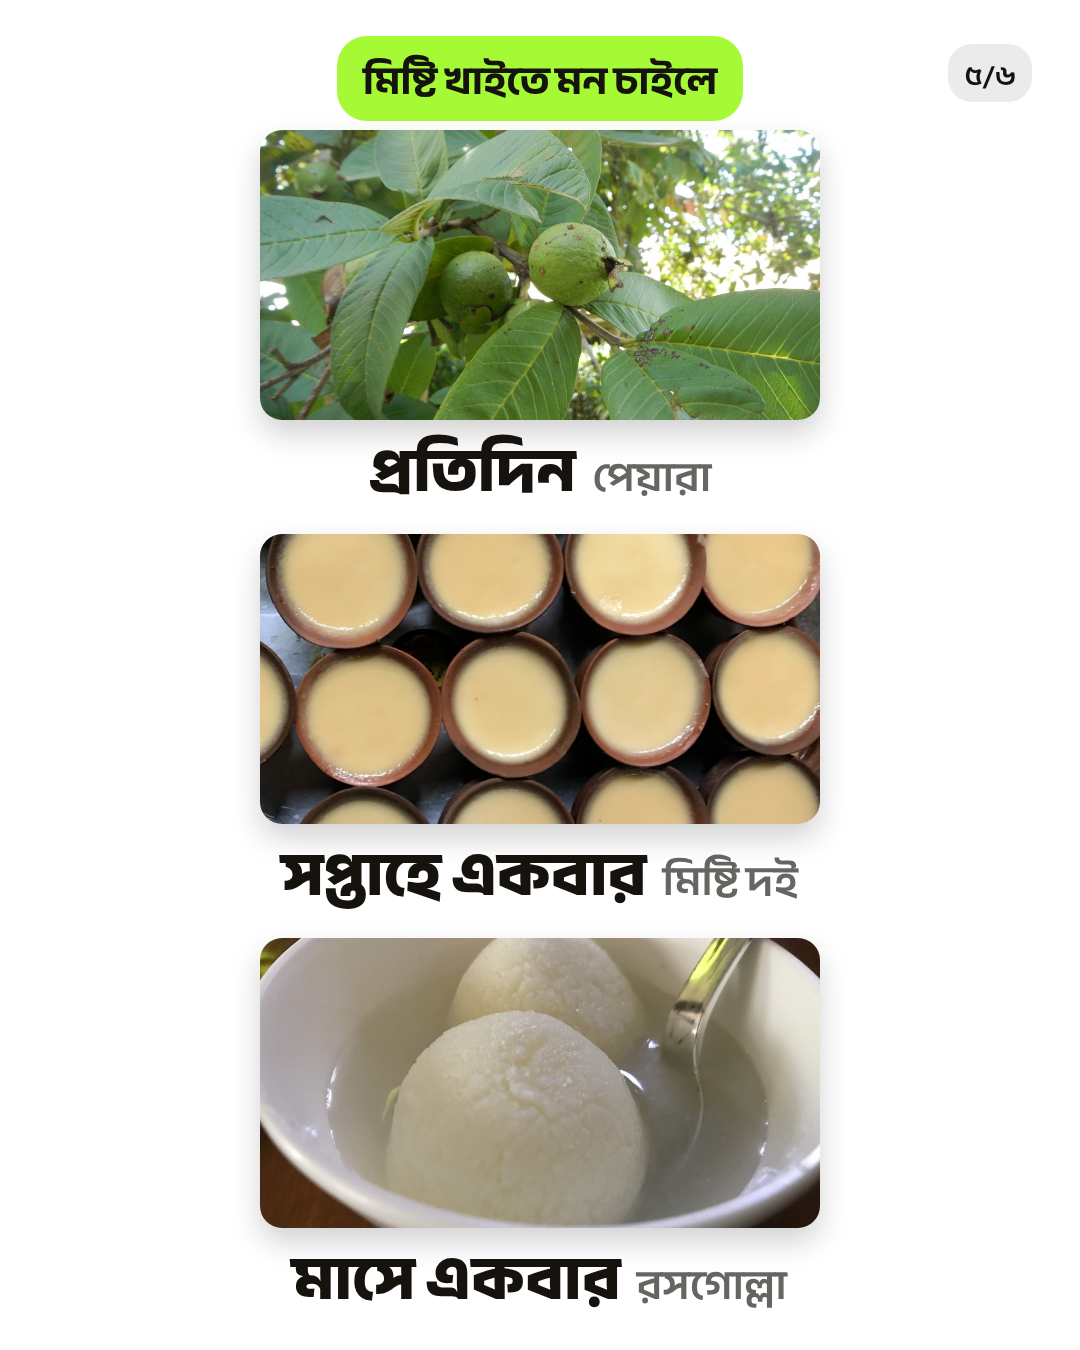 মিষ্টি খাইতে মন চাইলে
৫/৬
প্রতিদিন পেয়ারা
সপ্তাহে একবার মিষ্টি দই
মাসে একবার রসগোল্লা